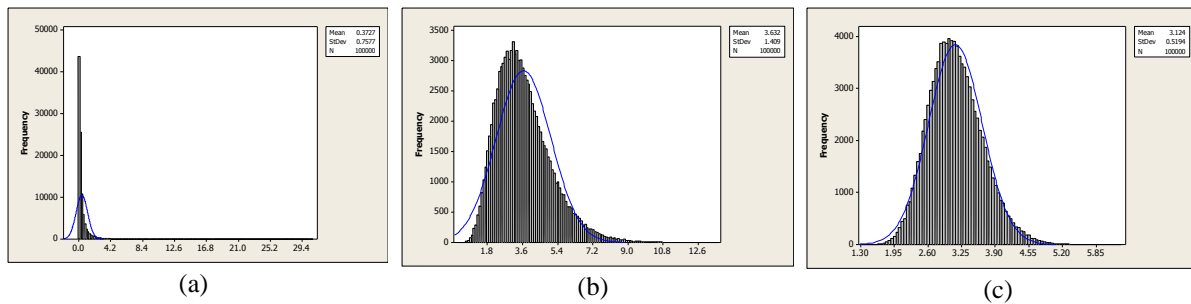 50000
40000
30000
20000
10000
0
Frequency
0.0 4.2 8.4 12.6 16.8 21.0 25.2 29.4
Mean 0.3727
StDev 0.7577
N 100000
(a)
3500
3000
2500
2000
1500
1000
500
0
Frequency
1.8 3.6 5.4 7.2 9.0 10.8 12.6
Mean 3.632
StDev 1.409
N 100000
(b)
4000
3000
2000
1000
0
Frequency
1.30 1.95 2.60 3.25 3.90 4.55 5.20 5.85
Mean 3.124
StDev 0.5194
N 100000
(c)